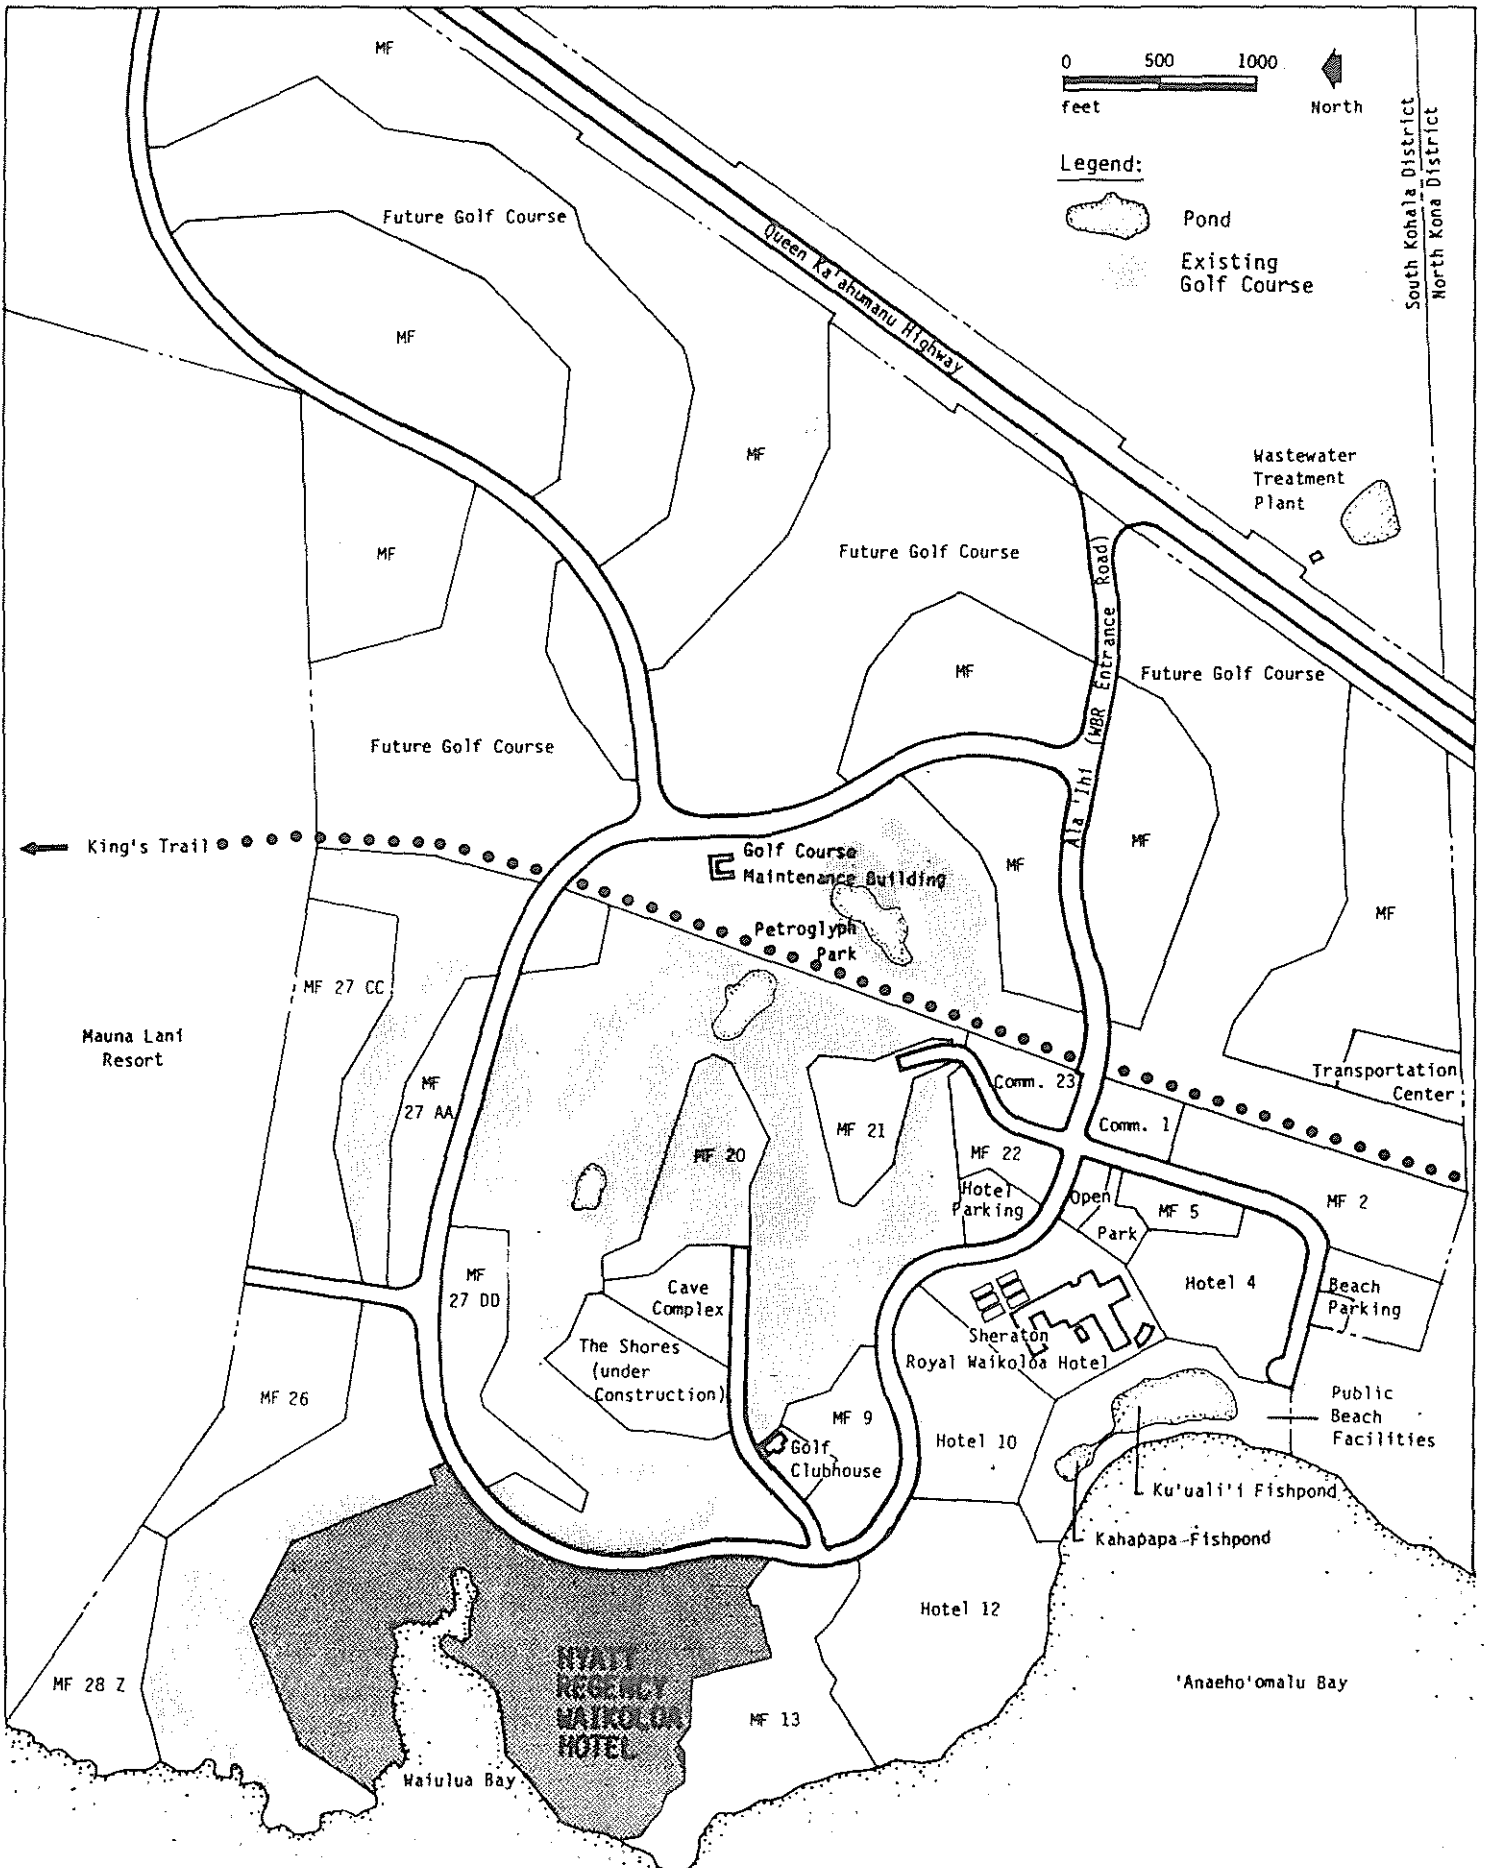 MF
0 500 1000
feet
North
South Kohala District
North Kona District
Legend:
Pond
Existing
Golf Course
Future Golf Course
Queen Ka'ahumanu Highway
MF
MF
Wastewater
Treatment
Plant
MF
Future Golf Course
Ala 'Ihi (WBR Entrance Road)
MF
Future Golf Course
Future Golf Course
King's Trail
Golf Course
Maintenance Building
MF
MF
MF
Petroglyph
Park
MF 27 CC
Mauna Lani
Resort
MF
27 AA
Comm. 23
Transportation
Center
MF 20
MF 21
Comm. 1
MF 22
Hotel
Parking
Open
MF 5
MF 2
Park
MF
27 DD
Cave
Complex
Hotel 4
Beach
Parking
The Shores
(under
Construction)
Sheraton
Royal Waikoloa Hotel
MF 26
MF 9
Hotel 10
Public
Beach
Facilities
Golf
Clubhouse
Ku'uali'i Fishpond
Kahapapa Fishpond
Hotel 12
MF 28 Z
HYATT
REGENCY
WAIKOLOA
HOTEL
MF 13
'Anaeho'omalu Bay
Waiulua Bay